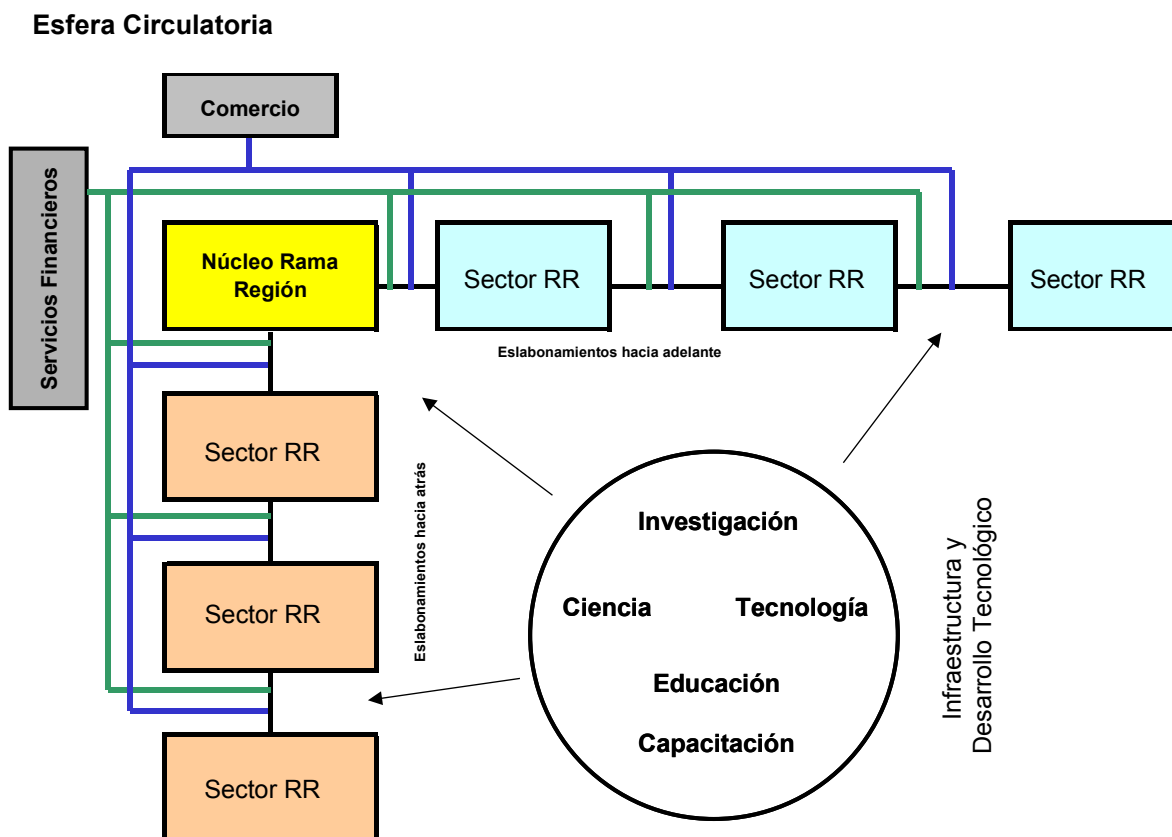 Esfera Circulatoria
Comercio
Servicios Financieros
Núcleo Rama
Región
Sector RR
Sector RR
Sector RR
Eslabonamientos hacia adelante
Sector RR
Eslabonamientos hacia atrás
Sector RR
Sector RR
Investigación
Ciencia
Tecnología
Educación
Capacitación
Infraestructura y
Desarrollo Tecnológico